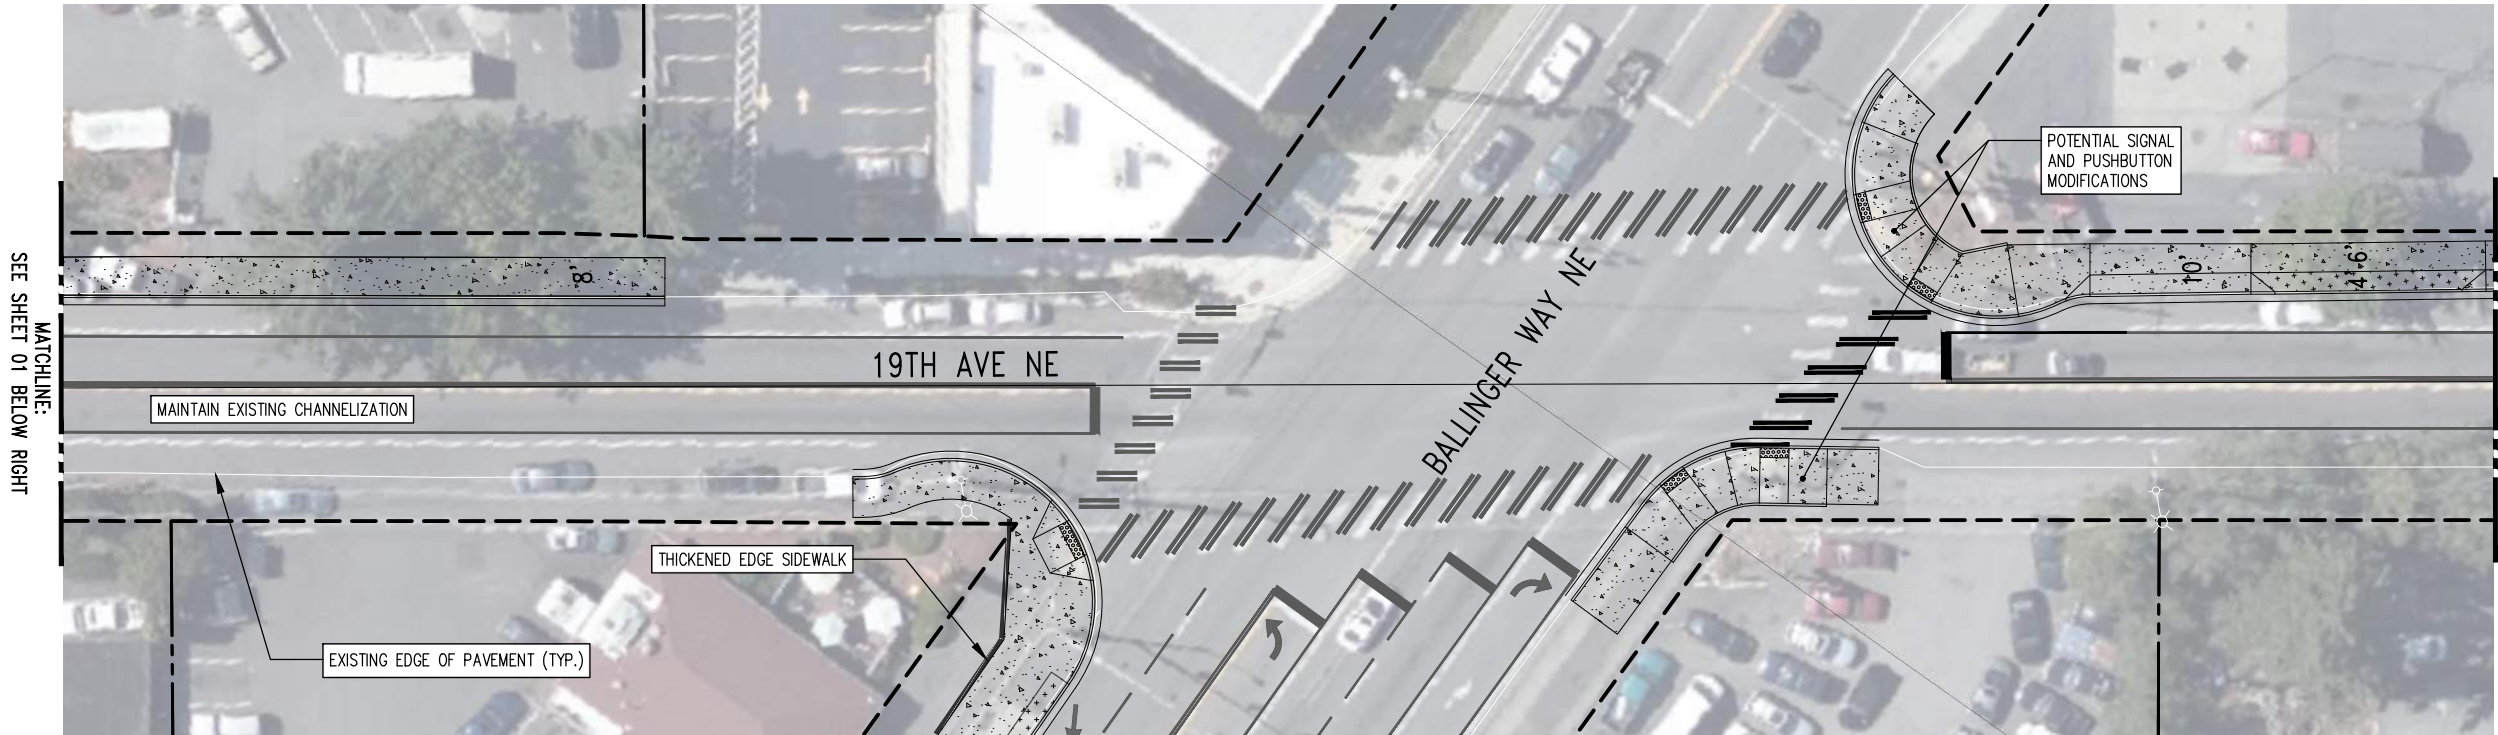 MATCHLINE:
SEE SHEET 01 BELOW RIGHT
POTENTIAL SIGNAL
AND PUSHBUTTON
MODIFICATIONS
8'
10'
4' 6'
19TH AVE NE
BALLINGER WAY NE
MAINTAIN EXISTING CHANNELIZATION
THICKENED EDGE SIDEWALK
EXISTING EDGE OF PAVEMENT (TYP.)